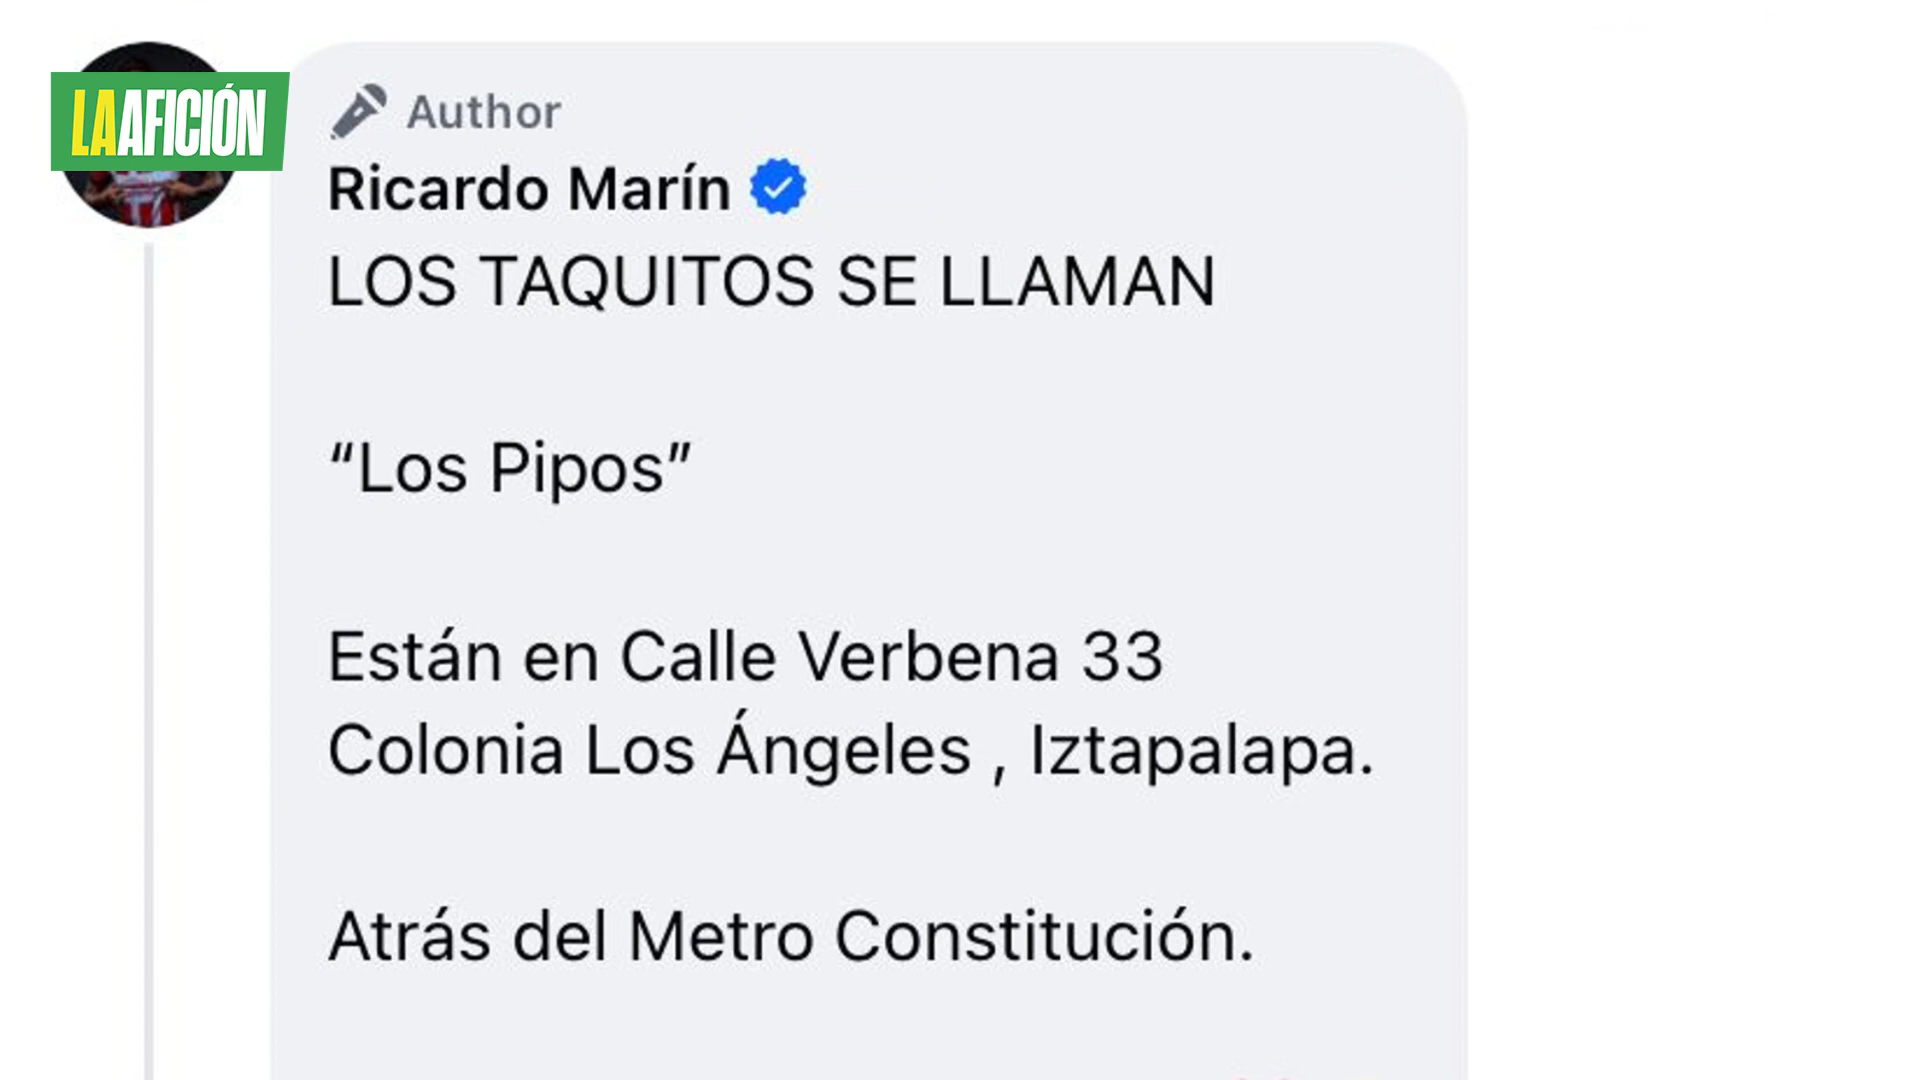 LAAFICIÓN
Author
Ricardo Marín
LOS TAQUITOS SE LLAMAN
“Los Pipos”
Están en Calle Verbena 33
Colonia Los Ángeles , Iztapalapa.
Atrás del Metro Constitución.